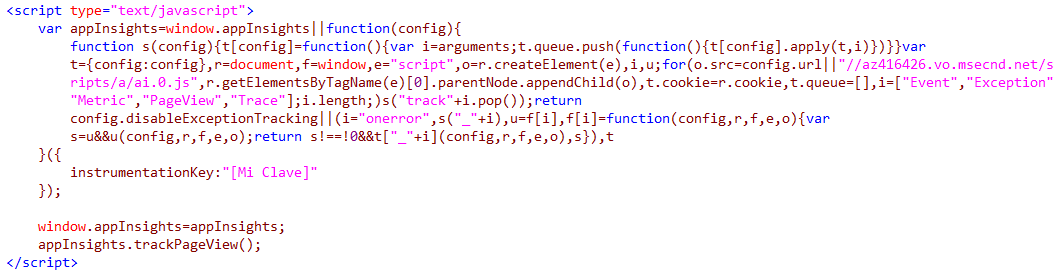 <script type="text/javascript">
var appInsights=window.appInsights||function(config){
function s(config){t[config]=function(){var i=arguments;t.queue.push(function(){t[config].apply(t,i)})}}var
t={config:config},r=document,f=window,e="script",o=r.createElement(e),i,u;for(o.src=config.url||"//az416426.vo.msecnd.net/s
ripts/a/ai.0.js",r.getElementsByTagName(e)[0].parentNode.appendChild(o),t.cookie=r.cookie,t.queue=[],i=["Event","Exception"
"Metric","PageView","Trace"];i.length;)s("track"+i.pop());return
config.disableExceptionTracking||(i="onerror",s("_"+i),u=f[i],f[i]=function(config,r,f,e,o){var
s=u&&u(config,r,f,e,o);return s!==!0&&t["_"+i](config,r,f,e,o),s}),t
}({
instrumentationKey:"[Mi Clave]"
});
window.appInsights=appInsights;
appInsights.trackPageView();
</script>